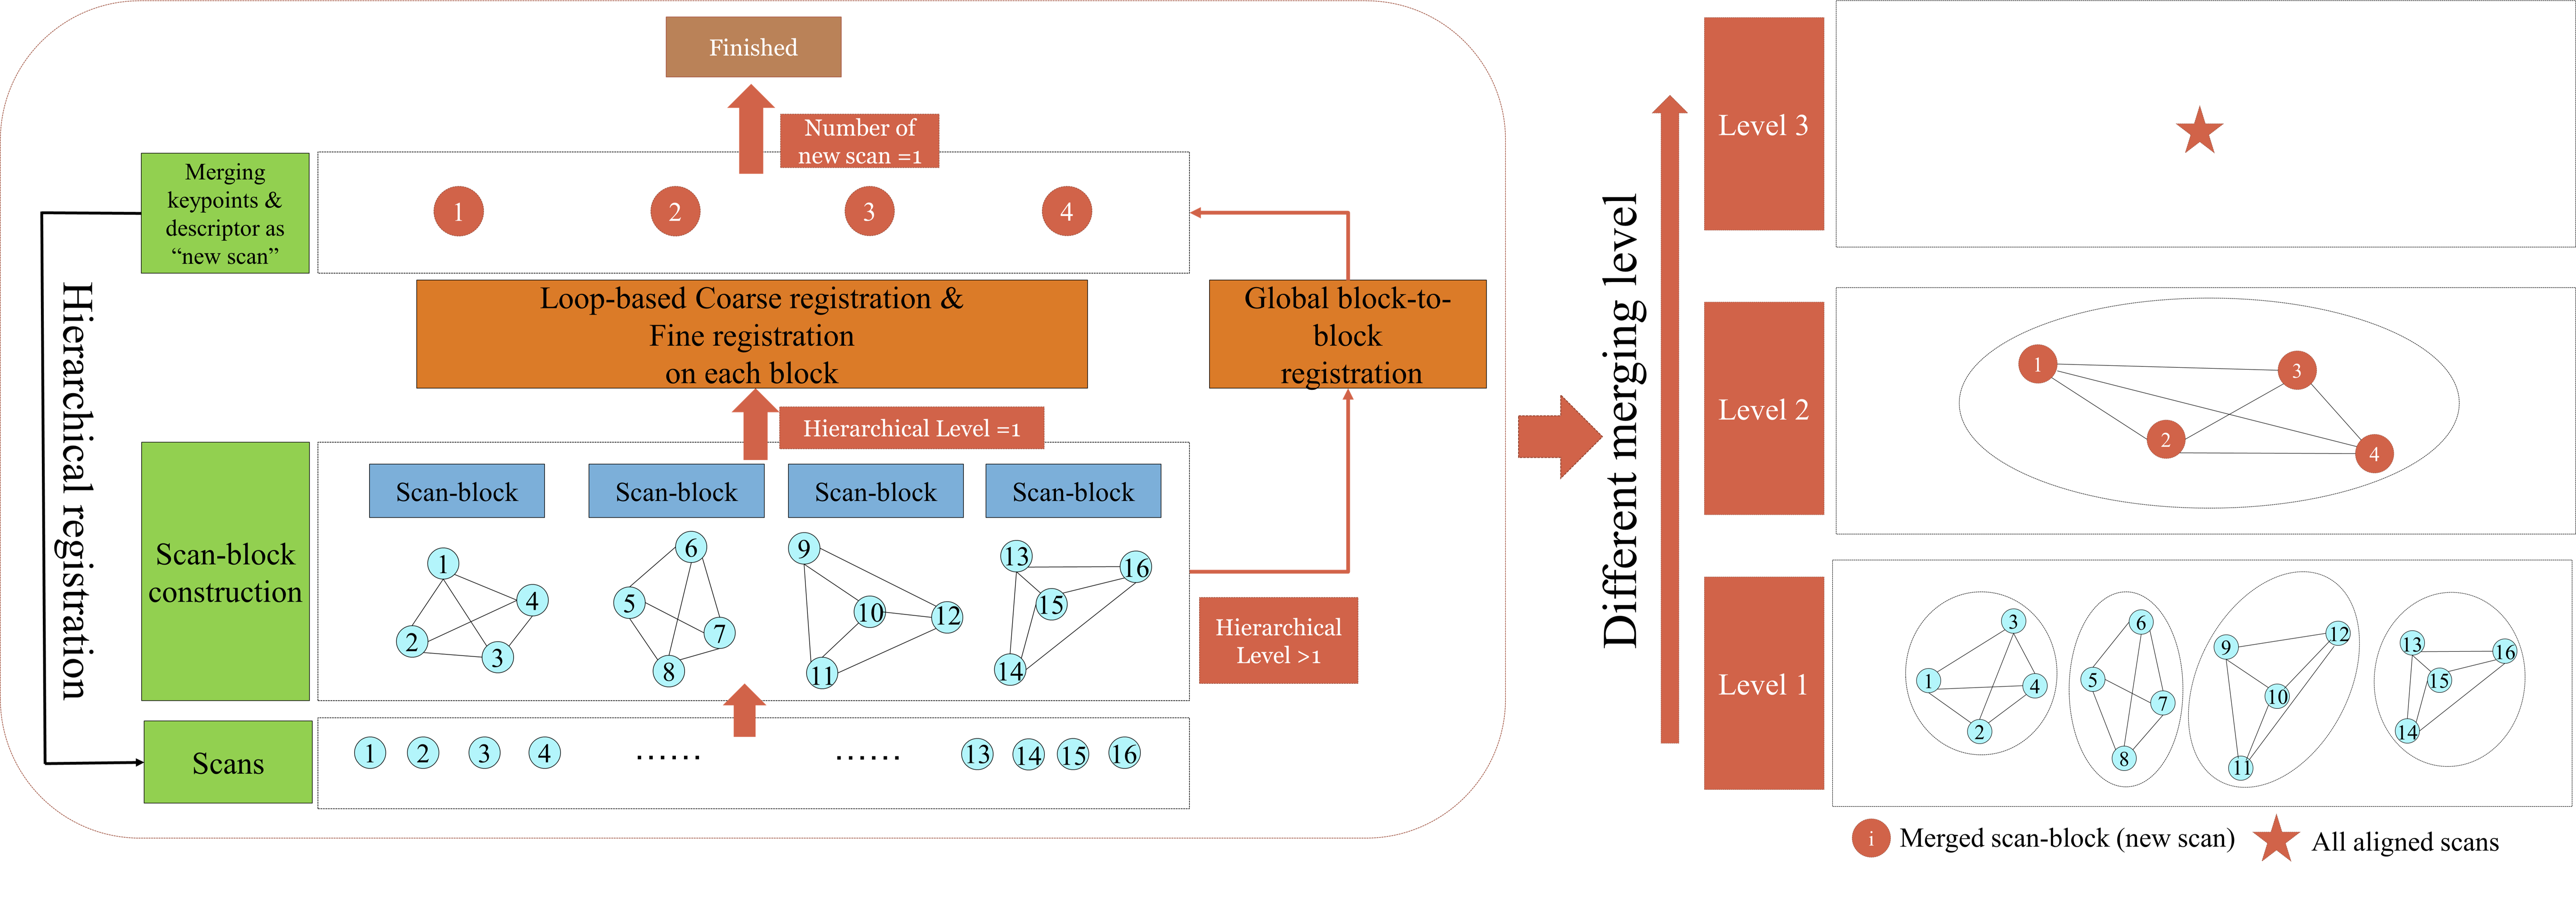 Finished
Number of
new scan =1
Merging
keypoints &
descriptor as
“new scan”
1
2
3
4
Hierarchical registration
Loop-based Coarse registration &
Fine registration
on each block
Global block-to-
block
registration
Hierarchical Level =1
Scan-block
construction
Scan-block
Scan-block
Scan-block
Scan-block
1
4
2
3
6
5
7
8
9
10
12
11
13
16
15
14
Hierarchical
Level >1
Scans
1
2
3
4
......
......
13
14
15
16
Different merging level
Level 3
Level 2
1
3
2
4
Level 1
3
1
4
2
6
5
7
8
12
9
10
11
13
16
15
14
i Merged scan-block (new scan)
All aligned scans